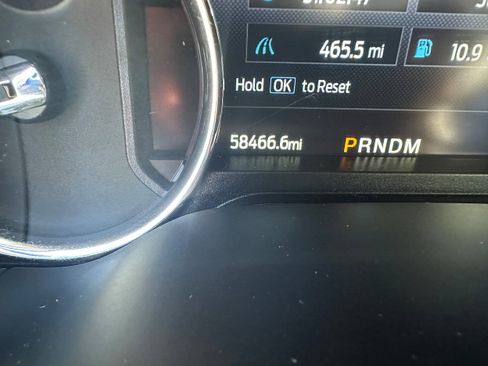 465.5 mi
10.9
Hold OK to Reset
58466.6mi
PRNDM